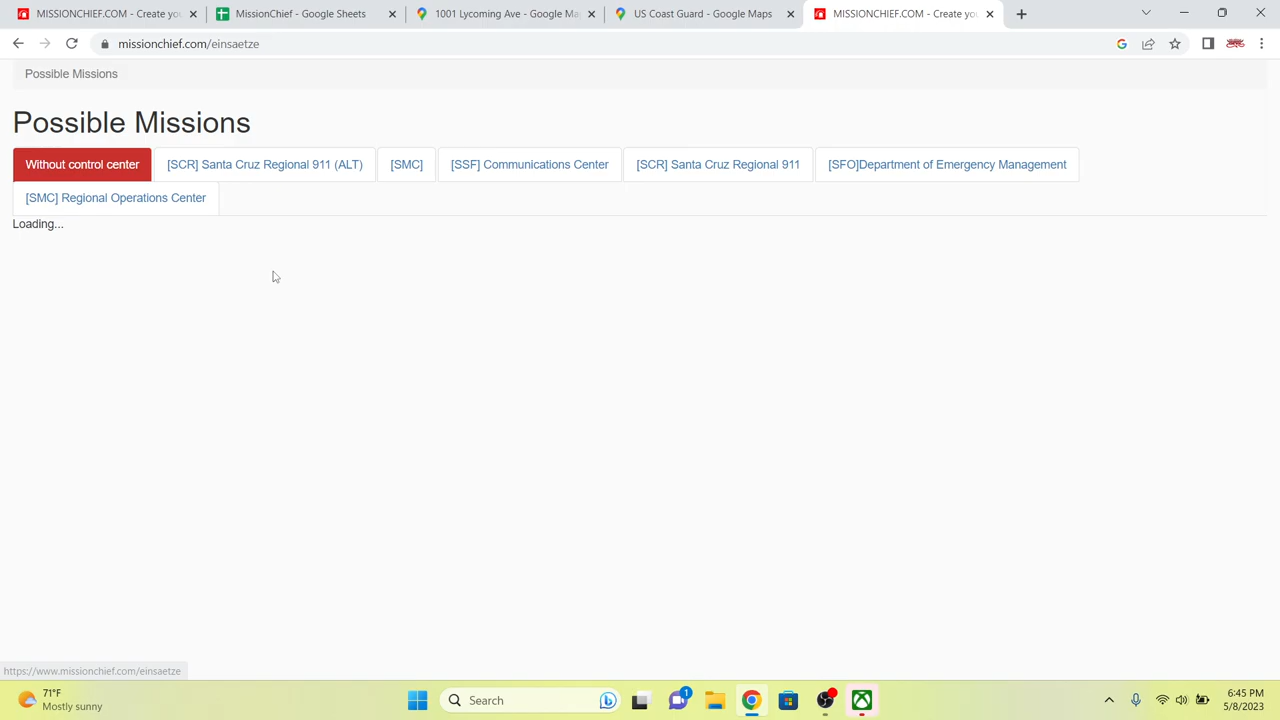 MISSIONCHIEF.COM - Create you
MissionChief - Google Sheets
1001 Lycoming Ave - Google Ma
US Coast Guard - Google Maps
MISSIONCHIEF.COM - Create you
missionchief.com/einsaetze
Possible Missions
Possible Missions
Without control center
[SCR] Santa Cruz Regional 911 (ALT)
[SMC]
[SSF] Communications Center
[SCR] Santa Cruz Regional 911
[SFO]Department of Emergency Management
[SMC] Regional Operations Center
Loading...
https://www.missionchief.com/einsaetze
71°F
Mostly sunny
Search
1
6:45 PM
5/8/2023